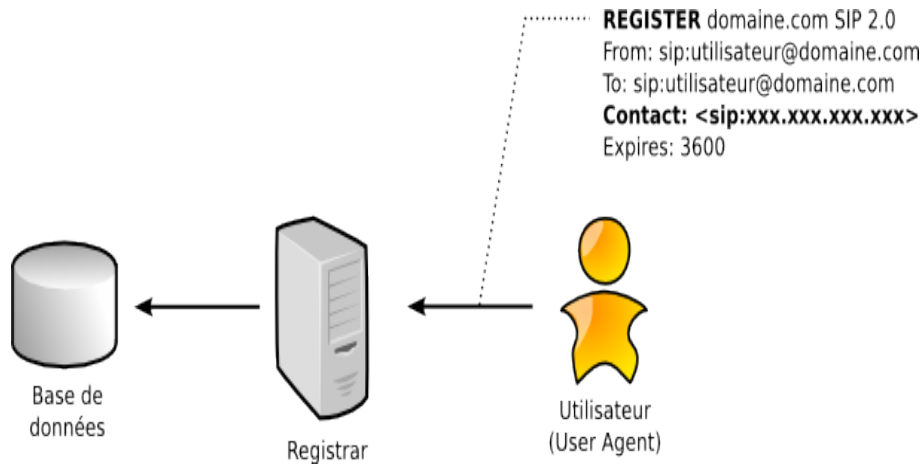 REGISTER domaine.com SIP 2.0
From: sip:utilisateur@domaine.com
To: sip:utilisateur@domaine.com
Contact: <sip:xxx.xxx.xxx.xxx>
Expires: 3600
Base de
données
Registrar
Utilisateur
(User Agent)